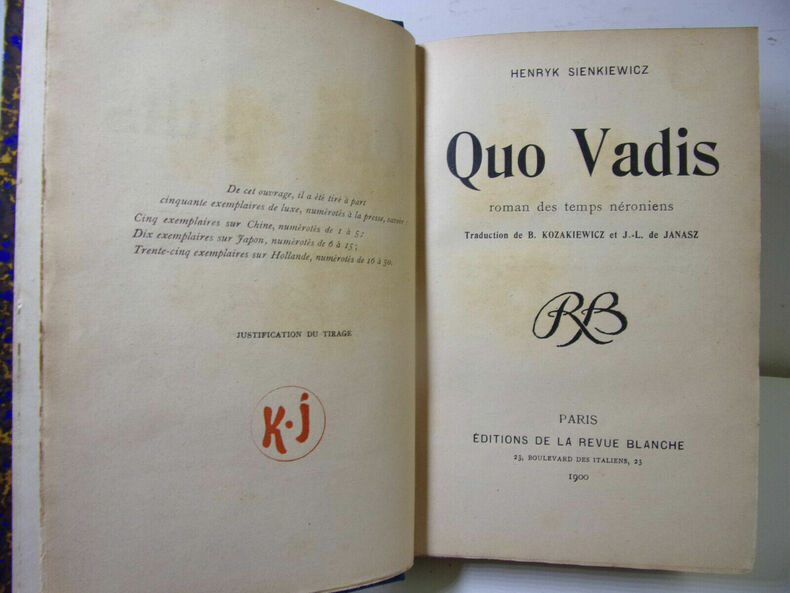 De cet ouvrage, il a été tiré à part
cinquante exemplaires de luxe, numérotés à la presse, savoir :
Cinq exemplaires sur Chine, numérotés de 1 à 5 ;
Dix exemplaires sur Japon, numérotés de 6 à 15 ;
Trente-cinq exemplaires sur Hollande, numérotés de 16 à 50.
JUSTIFICATION DU TIRAGE
K·j
HENRYK SIENKIEWICZ
Quo Vadis
roman des temps néroniens
Traduction de B. KOZAKIEWICZ et J.-L. de JANASZ
RB
PARIS
ÉDITIONS DE LA REVUE BLANCHE
23, BOULEVARD DES ITALIENS, 23
1900